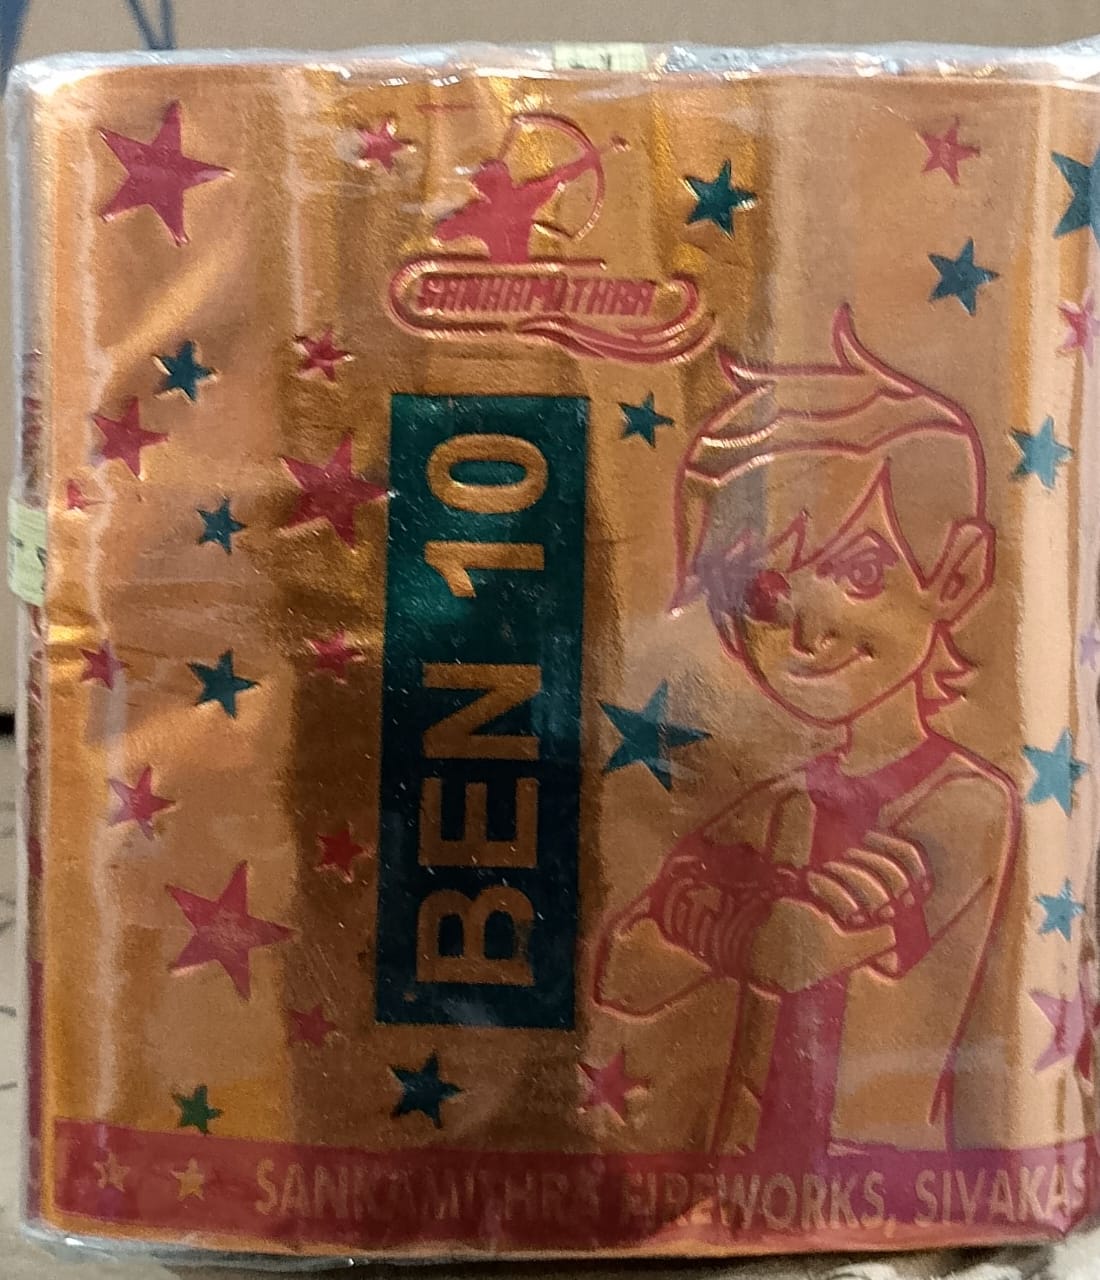 SANKAMITHRA
BEN 10
SANKAMITHRA FIREWORKS, SIVAKAS